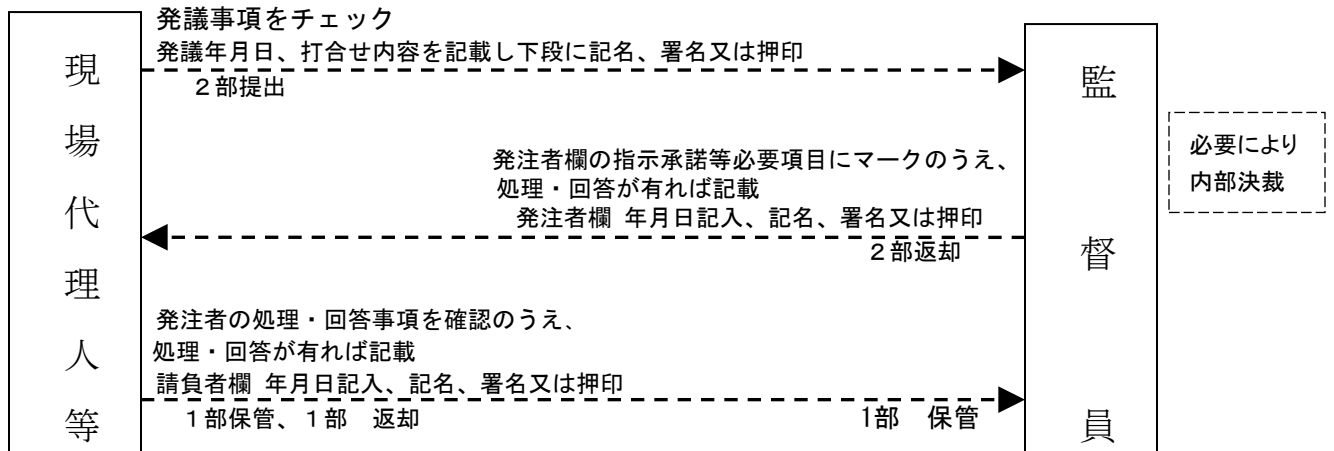 発議事項をチェック
発議年月日、打合せ内容を記載し下段に記名、署名又は押印
２部提出
現場代理人等
監督員
必要により
内部決裁
発注者欄の指示承諾等必要項目にマークのうえ、
処理・回答が有れば記載
発注者欄 年月日記入、記名、署名又は押印
２部返却
発注者の処理・回答事項を確認のうえ、
処理・回答が有れば記載
請負者欄 年月日記入、記名、署名又は押印
１部保管、１部　返却
1部　保管